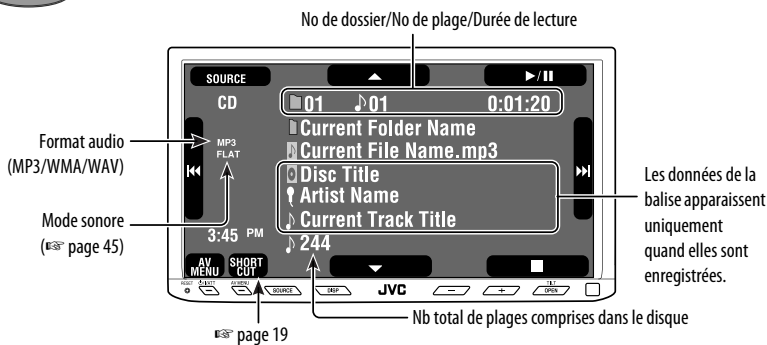 No de dossier/No de plage/Durée de lecture
SOURCE
CD
01 01 0:01:20
Current Folder Name
Format audio
(MP3/WMA/WAV)
MP3
FLAT
Current File Name.mp3
Disc Title
Artist Name
Current Track Title
Les données de la
balise apparaissent
uniquement
quand elles sont
enregistrées.
Mode sonore
(☞ page 45)
3:45 PM
244
AV
MENU
SHORT
CUT
RESET
AV MENU
SOURCE
DISP
JVC
TILT
OPEN
Nb total de plages comprises dans le disque
☞ page 19